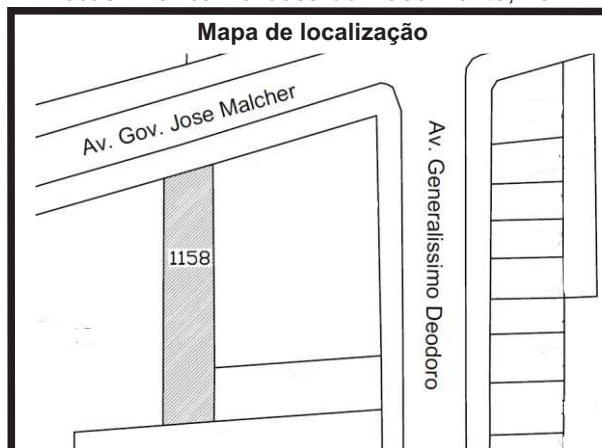 Mapa de localização
Av. Gov. Jose Malcher
Av. Generalissimo Deodoro
1158